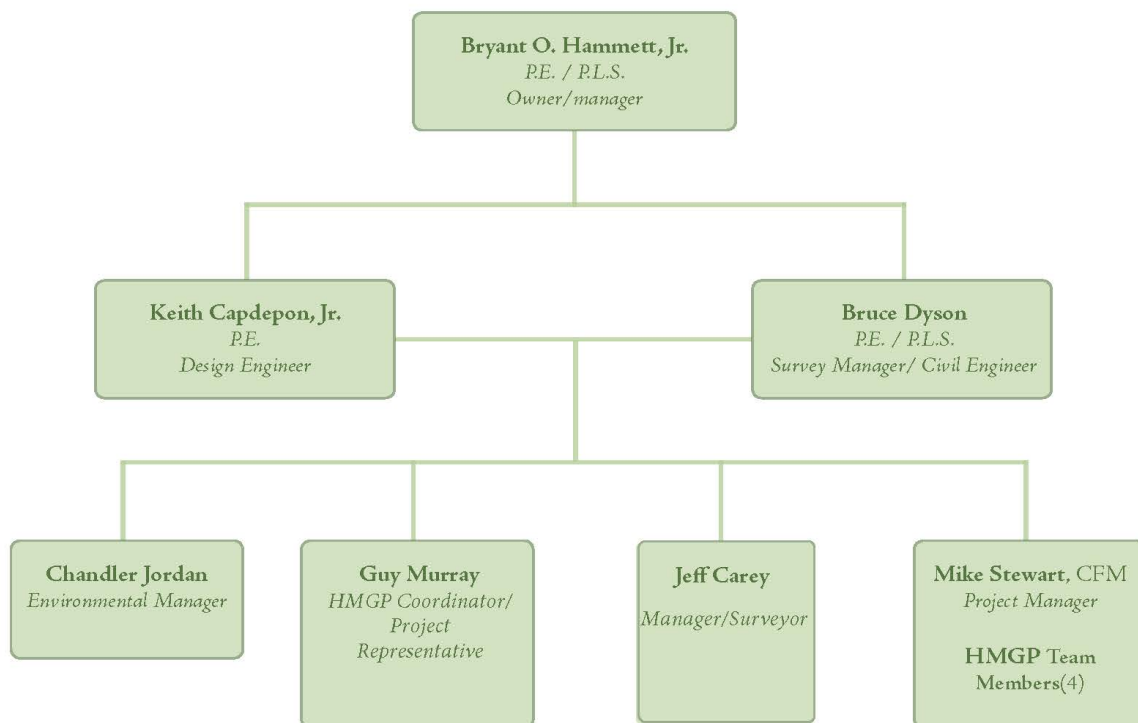 Bryant O. Hammett, Jr.
P.E. / P.L.S.
Owner/manager
Keith Capdepon, Jr.
P.E.
Design Engineer
Bruce Dyson
P.E. / P.L.S.
Survey Manager/ Civil Engineer
Chandler Jordan
Environmental Manager
Guy Murray
HMGP Coordinator/
Project
Representative
Jeff Carey
Manager/Surveyor
Mike Stewart, CFM
Project Manager
HMGP Team
Members(4)